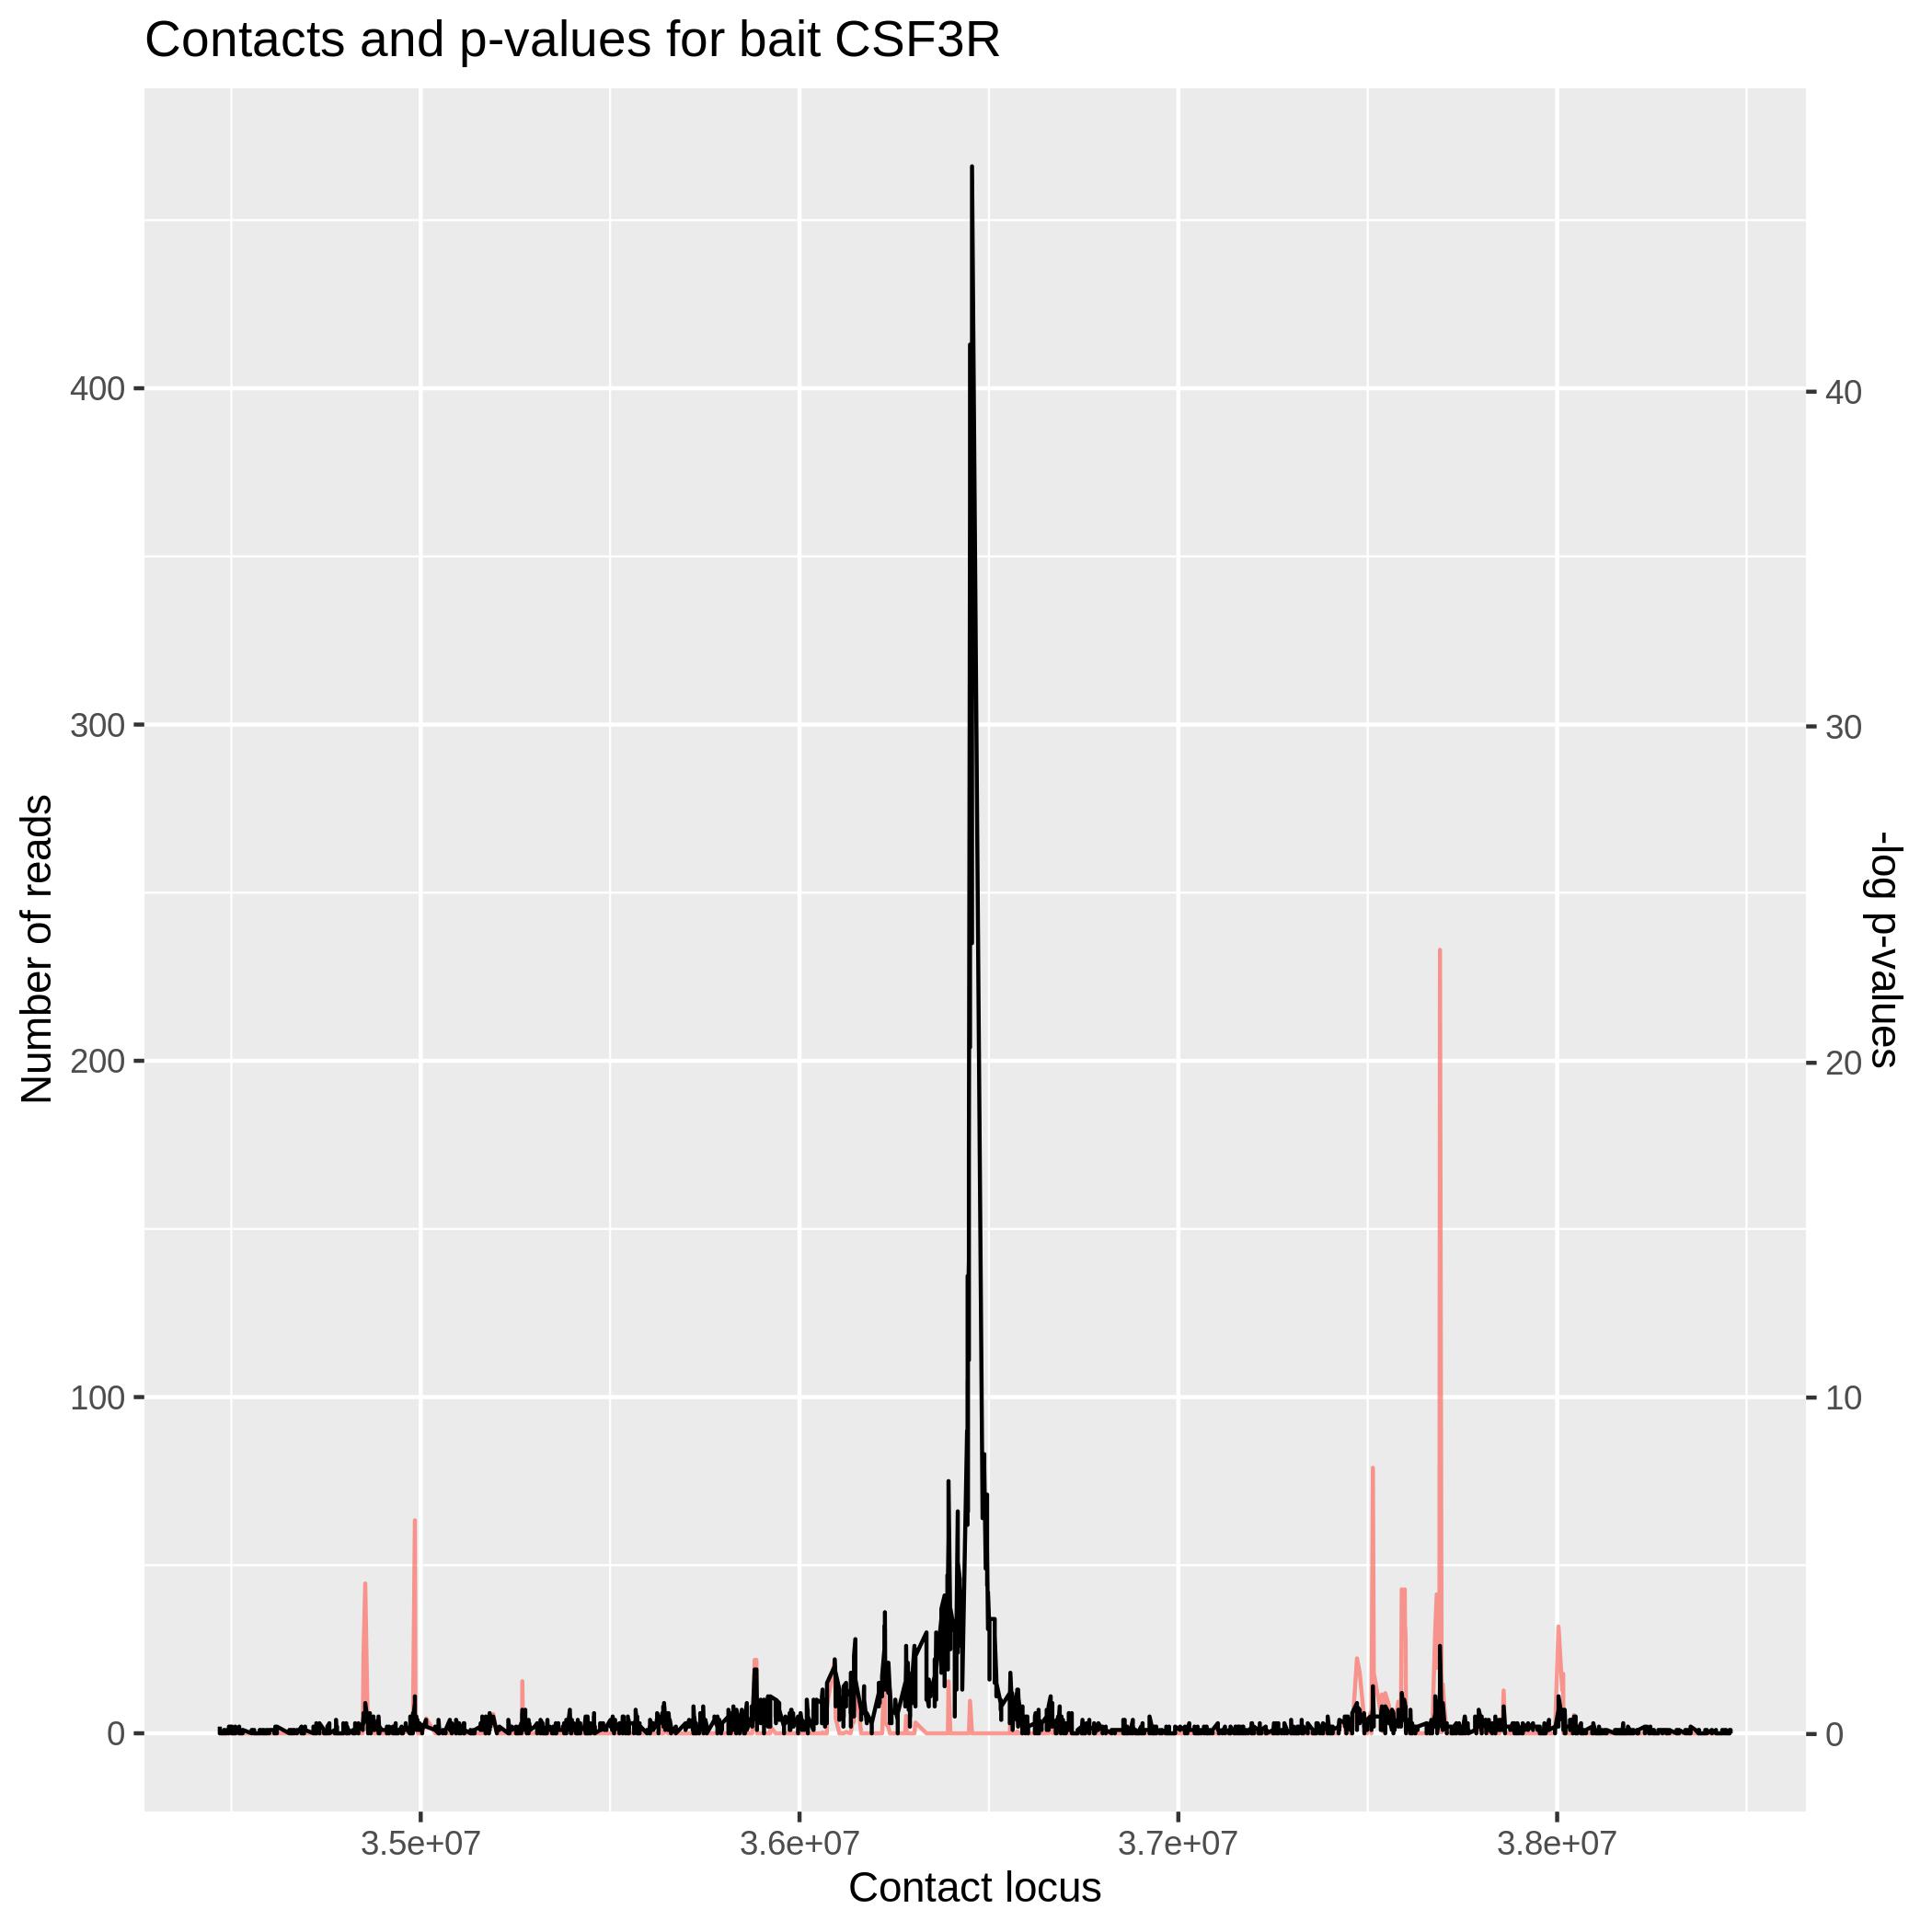 Contacts and p-values for bait CSF3R
Number of reads
400
300
200
100
0
40
30
20
10
0
-log p-values
3.5e+07 3.6e+07 3.7e+07 3.8e+07
Contact locus